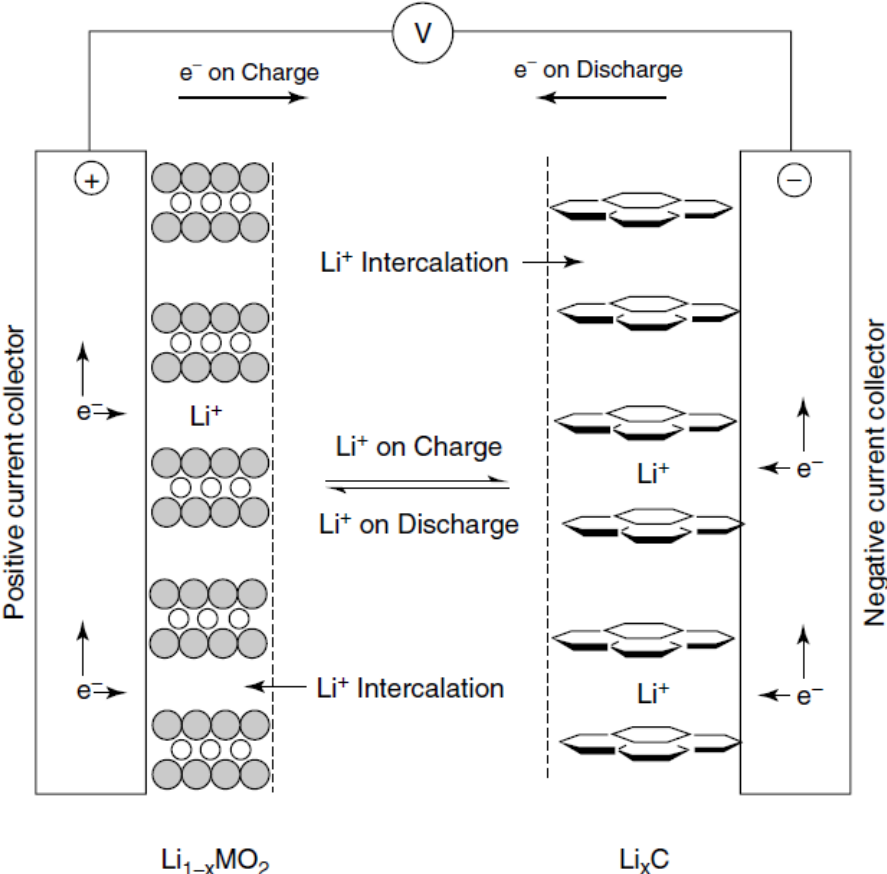 V
e⁻ on Charge
e⁻ on Discharge
+
−
Li⁺ Intercalation
Positive current collector
Negative current collector
e⁻
Li⁺
Li⁺ on Charge
Li⁺
e⁻
Li⁺ on Discharge
e⁻
Li⁺ Intercalation
Li⁺
e⁻
Li₁₋ₓMO₂
LiₓC